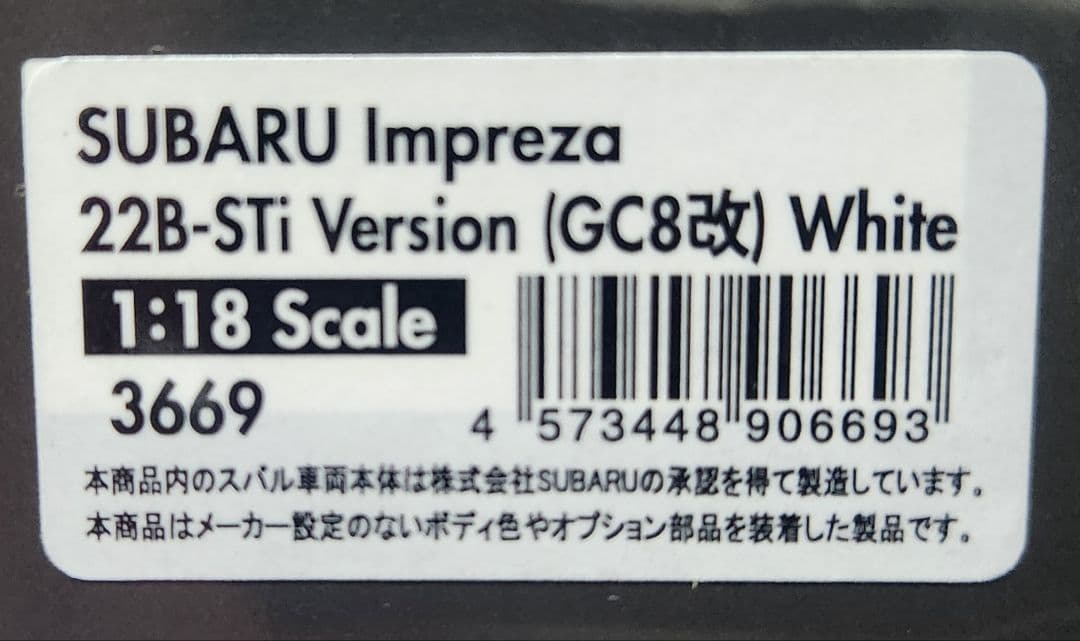 SUBARU Impreza
22B-STi Version (GC8改) White
1:18 Scale
3669
4 573448 906693
本商品内のスバル車両本体は株式会社SUBARUの承認を得て製造しています。
本商品はメーカー設定のないボディ色やオプション部品を装着した製品です。